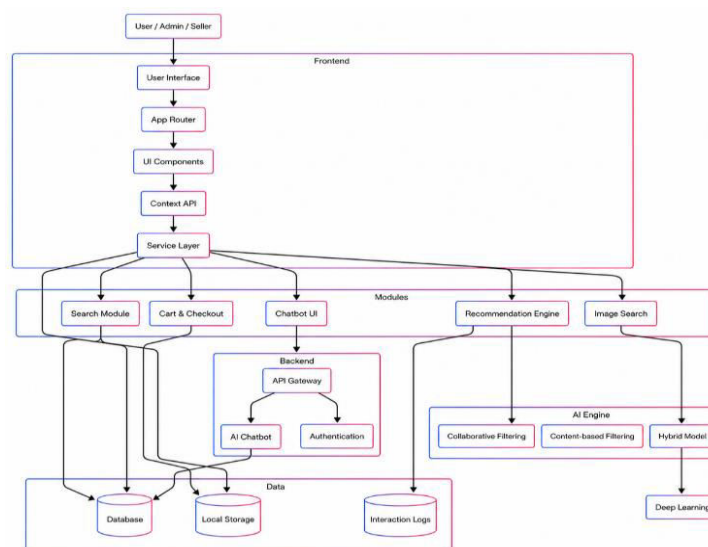 User / Admin / Seller
Frontend
User Interface
App Router
UI Components
Context API
Service Layer
Modules
Search Module
Cart & Checkout
Chatbot UI
Recommendation Engine
Image Search
Backend
API Gateway
AI Chatbot
Authentication
AI Engine
Collaborative Filtering
Content-based Filtering
Hybrid Model
Data
Database
Local Storage
Interaction Logs
Deep Learning